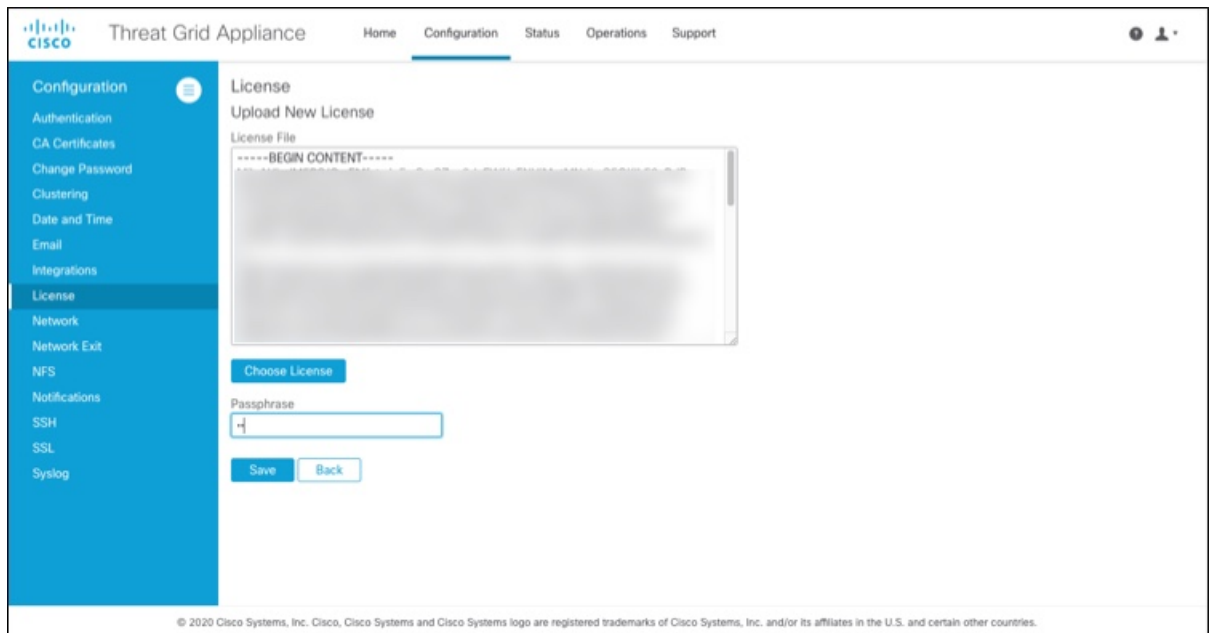 CISCO
Threat Grid Appliance
Home Configuration Status Operations Support
Configuration
Authentication
CA Certificates
Change Password
Clustering
Date and Time
Email
Integrations
License
Network
Network Exit
NFS
Notifications
SSH
SSL
Syslog
License
Upload New License
License File
-----BEGIN CONTENT-----
Choose License
Passphrase
Save Back
© 2020 Cisco Systems, Inc. Cisco, Cisco Systems and Cisco Systems logo are registered trademarks of Cisco Systems, Inc. and/or its affiliates in the U.S. and certain other countries.